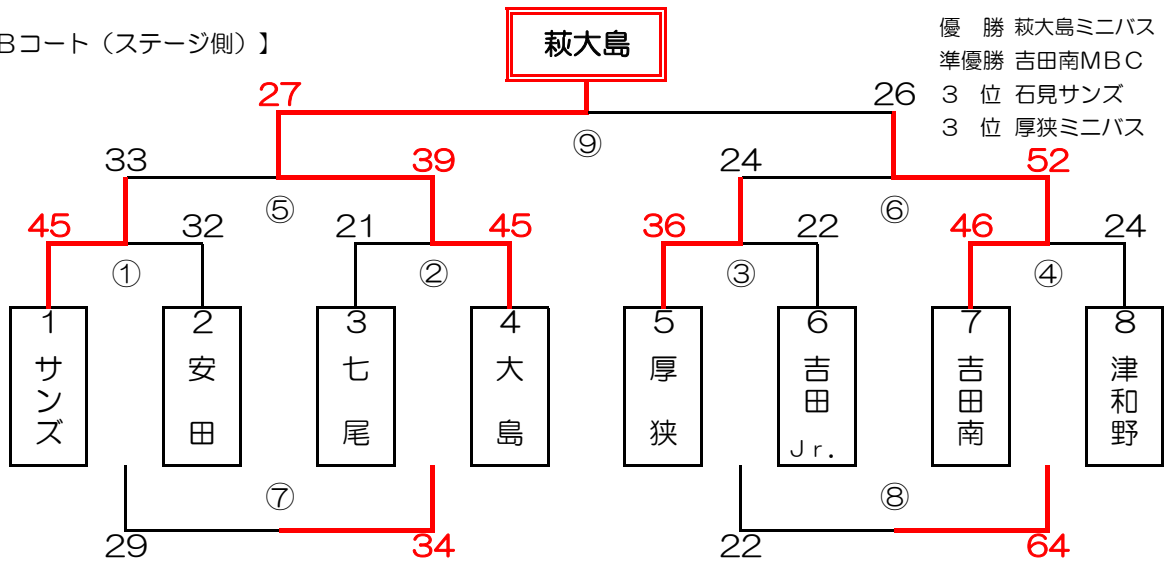 Bコート（ステージ側）】
萩大島
優　勝 萩大島ミニバス
準優勝 吉田南MBC
3　位 石見サンズ
3　位 厚狭ミニバス
27
26
⑨
33
39
24
52
⑤
⑥
45
32
21
45
36
22
46
24
①
②
③
④
1
サンズ
2
安田
3
七尾
4
大島
5
厚狭
6
吉田Jr.
7
吉田南
8
津和野
⑦
⑧
29
34
22
64